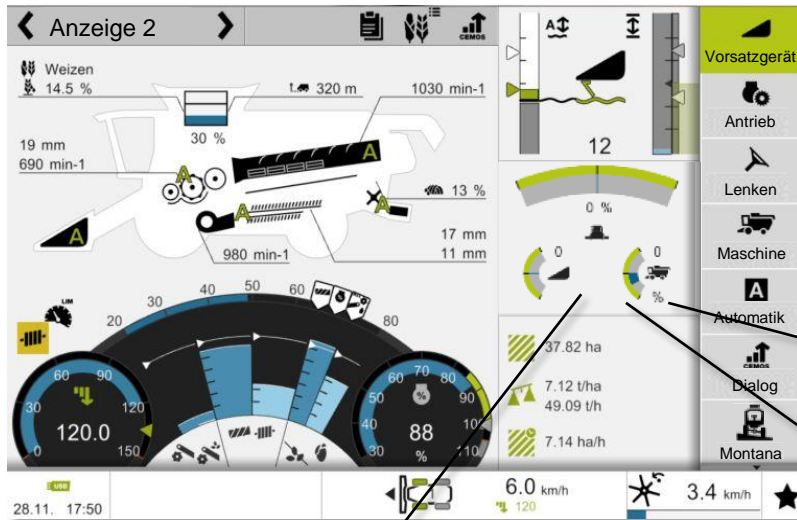 Anzeige 2
CEMOS
Weizen
14.5 %
320 m
1030 min-1
30 %
19 mm
690 min-1
A
A
A
A
A
13 %
17 mm
11 mm
980 min-1
A
12
0 %
0
0
%
LIM
20
30
40
50
60
80
30
60
90
120
150
0
120.0
30
50
60
70
80
90
100
110
%
88
%
37.82 ha
7.12 t/ha
49.09 t/h
7.14 ha/h
Vorsatzgerät
Antrieb
Lenken
Maschine
A
Automatik
CEMOS
Dialog
Montana
USB
28.11. 17:50
6.0 km/h
120
3.4 km/h